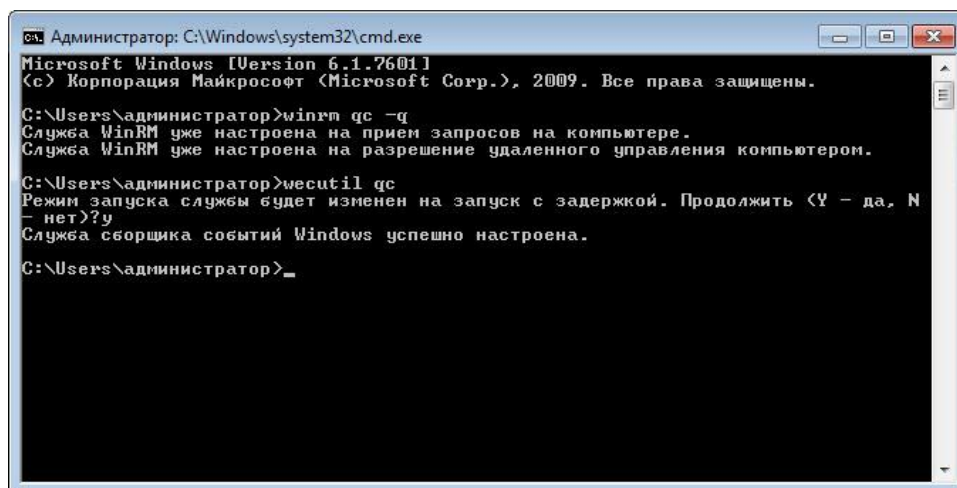 Администратор: C:\Windows\system32\cmd.exe
Microsoft Windows [Version 6.1.7601]
(c) Корпорация Майкрософт (Microsoft Corp.), 2009. Все права защищены.
C:\Users\администратор>winrm qc -q
Служба WinRM уже настроена на прием запросов на компьютере.
Служба WinRM уже настроена на разрешение удаленного управления компьютером.
C:\Users\администратор>wecutil qc
Режим запуска службы будет изменен на запуск с задержкой. Продолжить (Y - да, N
- нет)?y
Служба сборщика событий Windows успешно настроена.
C:\Users\администратор>_